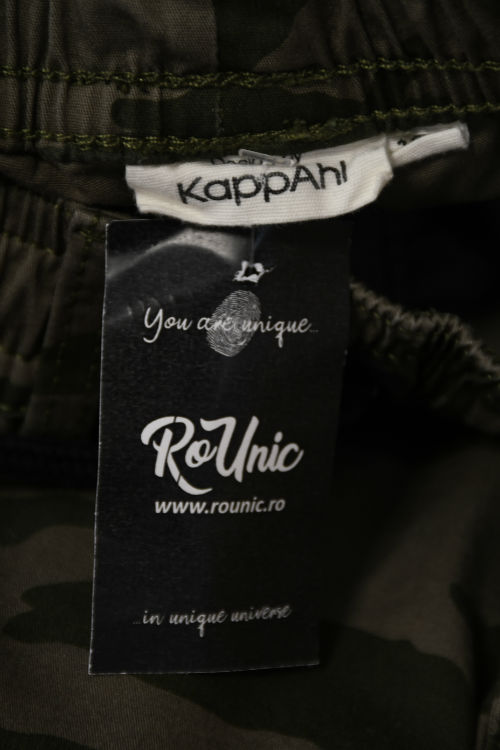 KappAhl
You are unique...
RoUnic
www.rounic.ro
...in unique universe